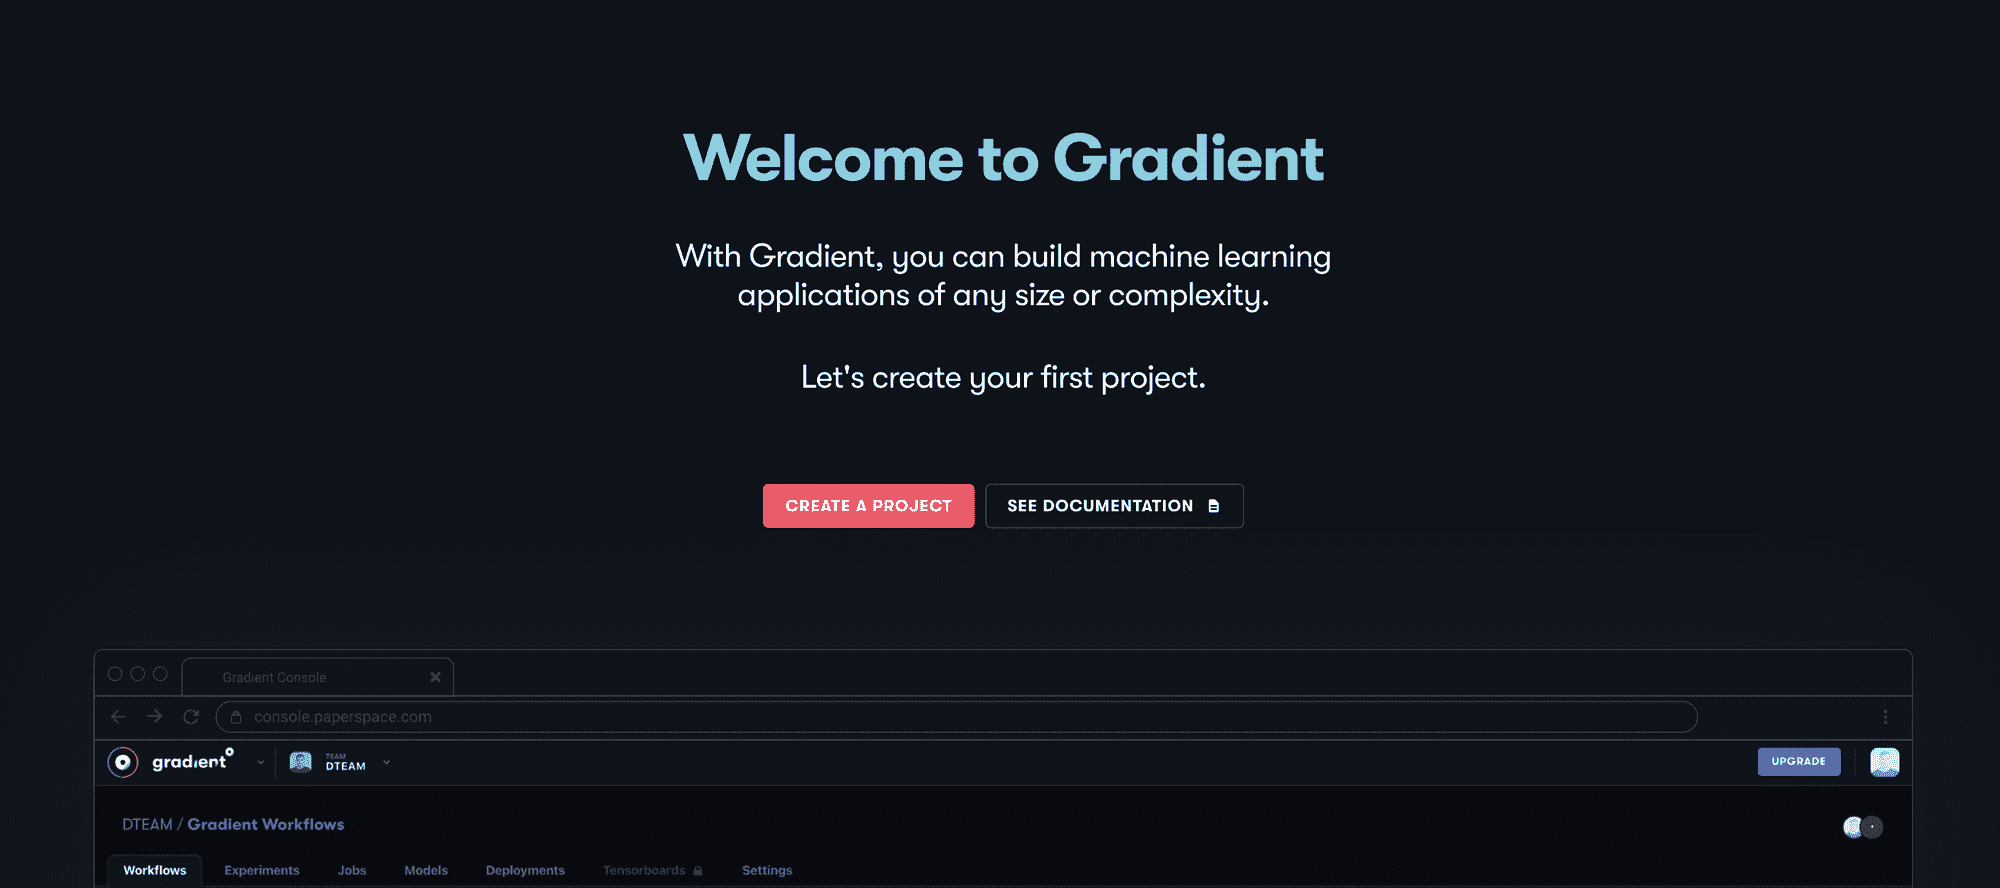 Welcome to Gradient
With Gradient, you can build machine learning
applications of any size or complexity.
Let's create your first project.
CREATE A PROJECT
SEE DOCUMENTATION
Gradient Console
console.paperspace.com
gradient
TEAM
DTEAM
UPGRADE
DTEAM / Gradient Workflows
Workflows Experiments Jobs Models Deployments Tensorboards Settings